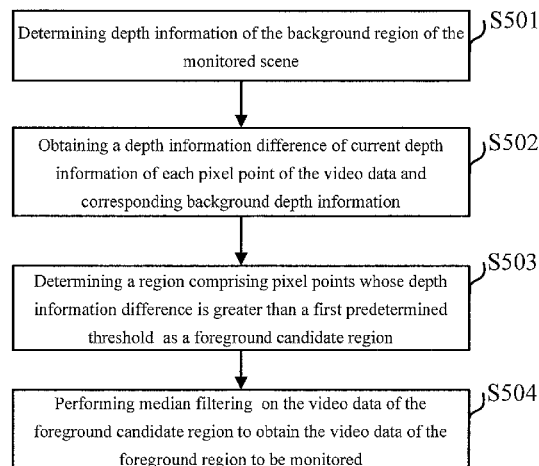 Determining depth information of the background region of the
monitored scene
S501
Obtaining a depth information difference of current depth
information of each pixel point of the video data and
corresponding background depth information
S502
Determining a region comprising pixel points whose depth
information difference is greater than a first predetermined
threshold as a foreground candidate region
S503
Performing median filtering on the video data of the
foreground candidate region to obtain the video data of the
foreground region to be monitored
S504